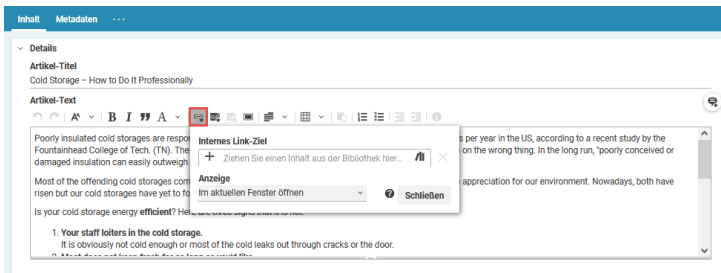 Inhalt Metadaten ···
Details
Artikel-Titel
Cold Storage – How to Do It Professionally
Artikel-Text
B I A
Poorly insulated cold storages are respon
s per year in the US, according to a recent study by the
Fountainhead College of Tech. (TN). The
on the wrong thing. In the long run, "poorly conceived or
damaged insulation can easily outweigh
Most of the offending cold storages com
appreciation for our environment. Nowadays, both have
risen but our cold storages have yet to fo
Internes Link-Ziel
Ziehen Sie einen Inhalt aus der Bibliothek hier...
Anzeige
Im aktuellen Fenster öffnen
Schließen
Is your cold storage energy efficient? Here are three signs that it is not:
1. Your staff loiters in the cold storage.
It is obviously not cold enough or most of the cold leaks out through cracks or the door.